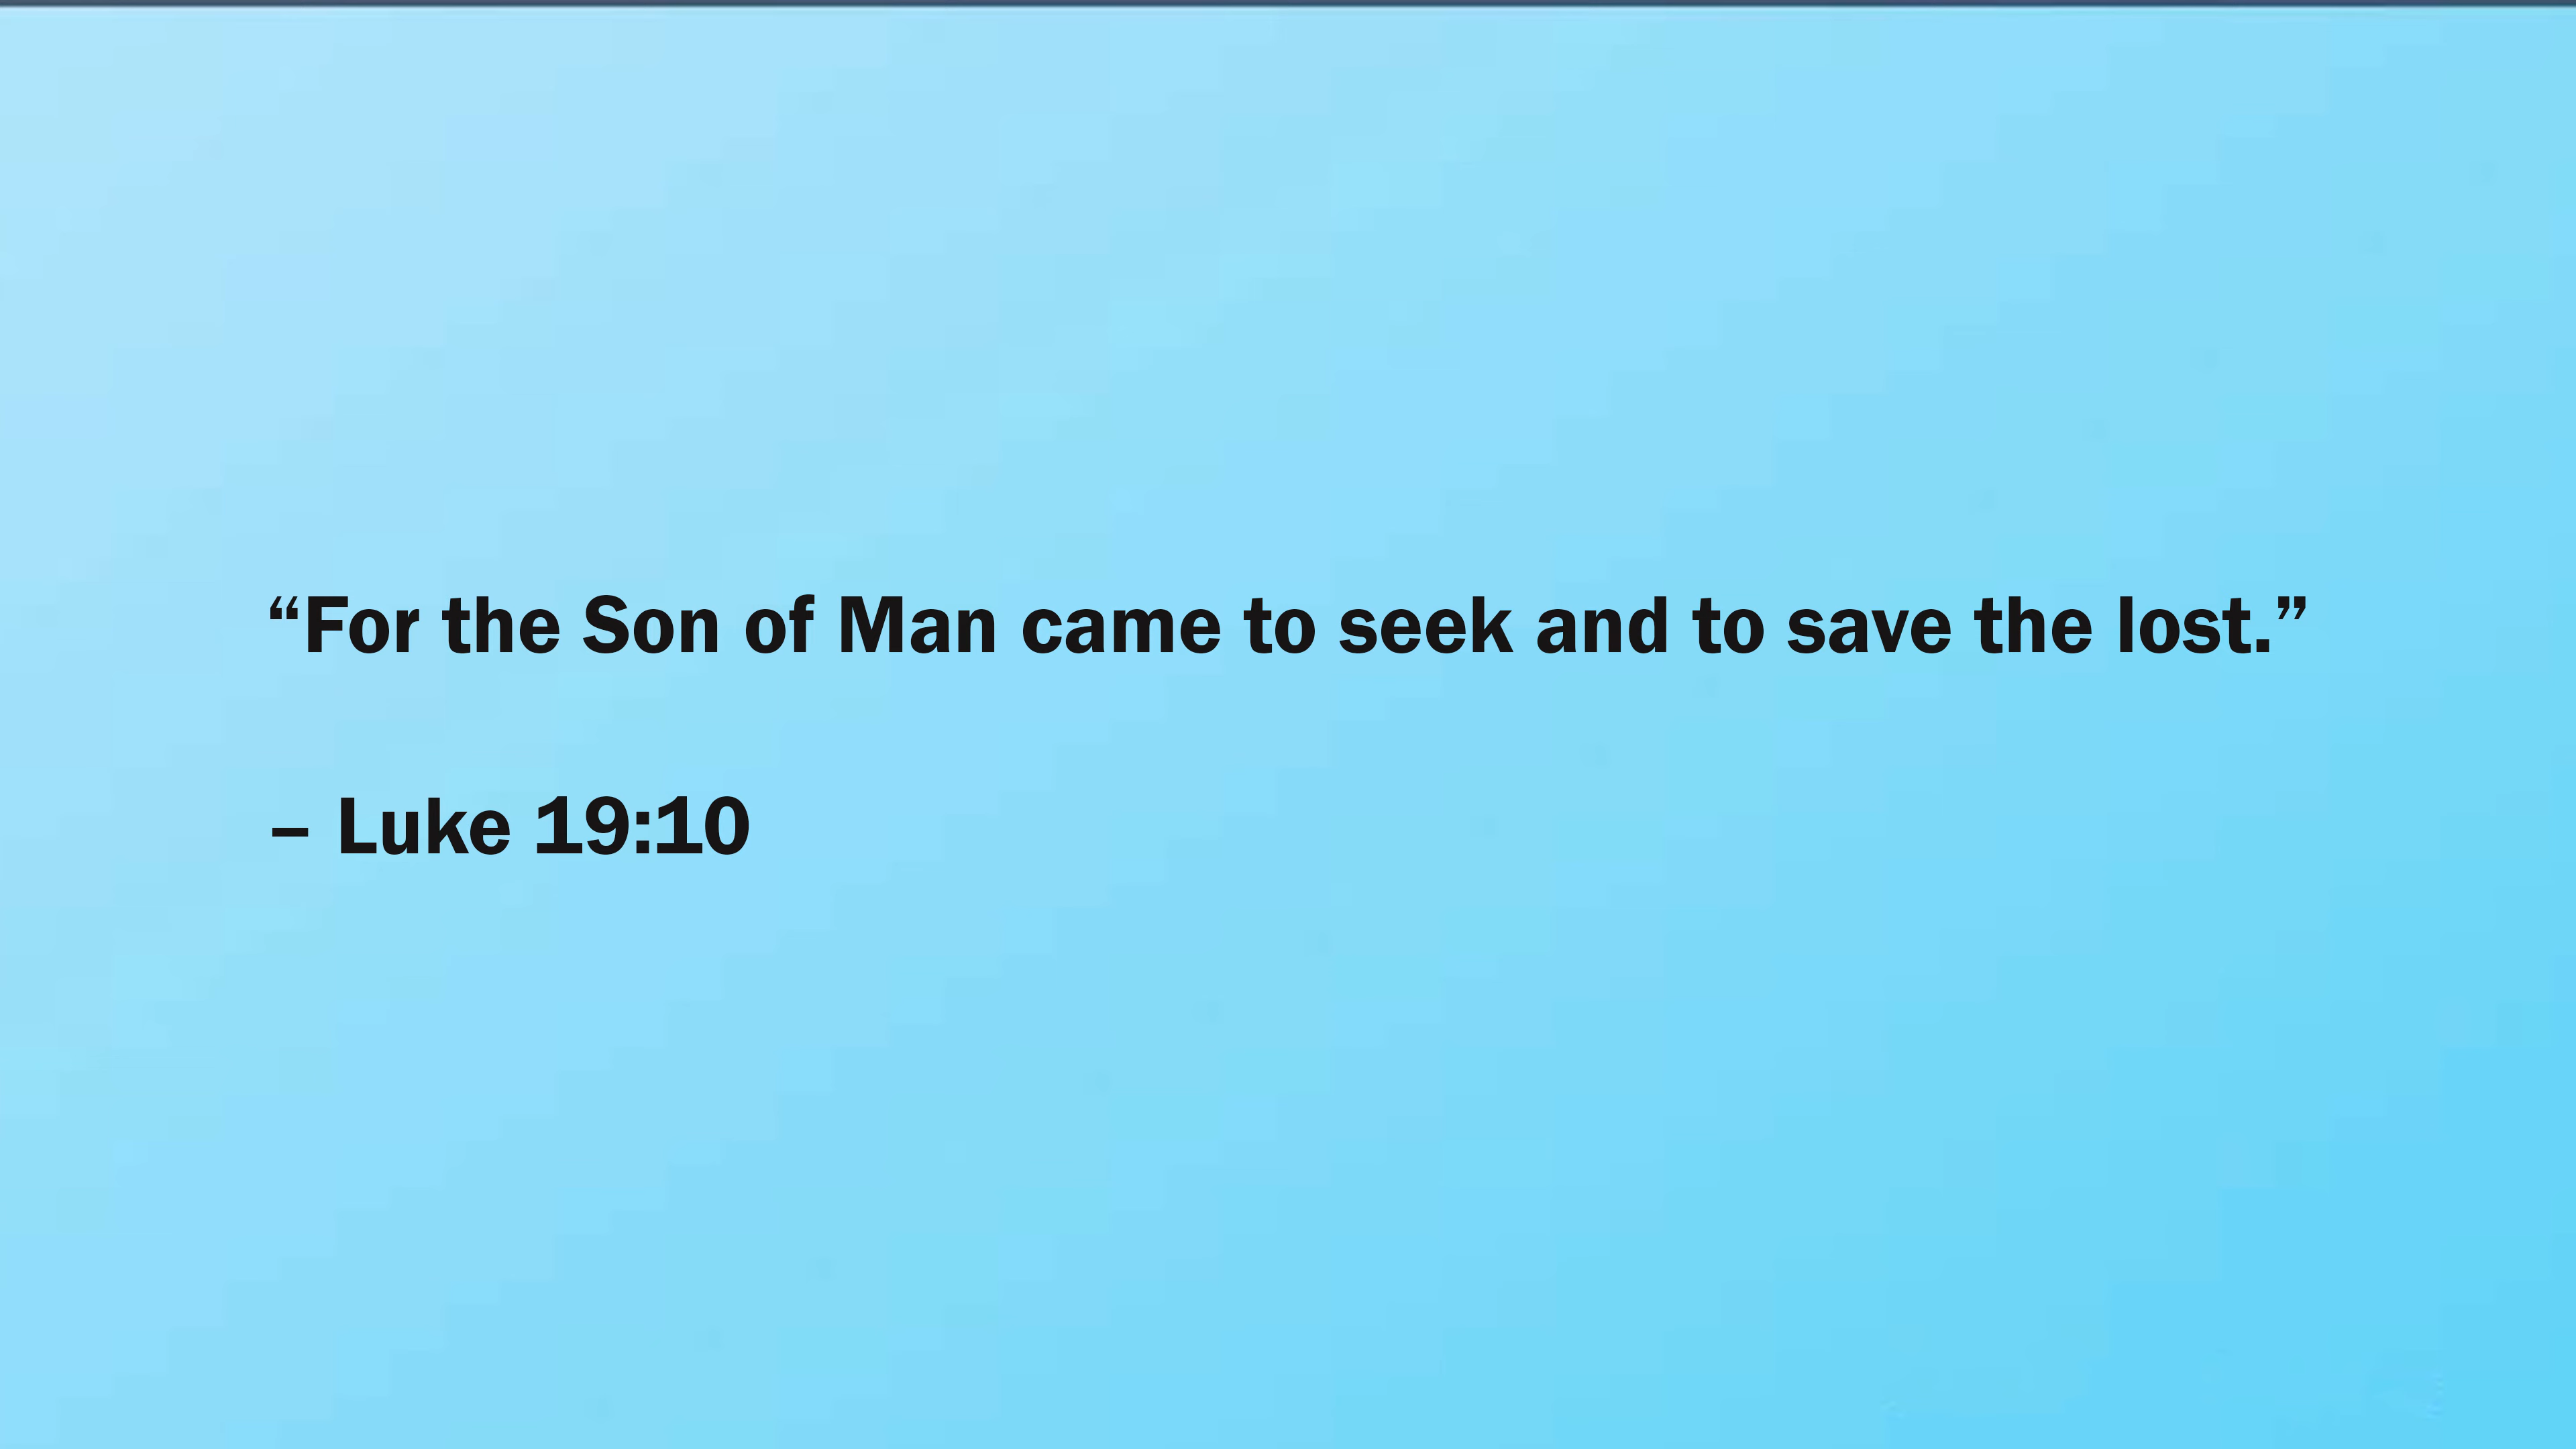 “For the Son of Man came to seek and to save the lost.”
– Luke 19:10